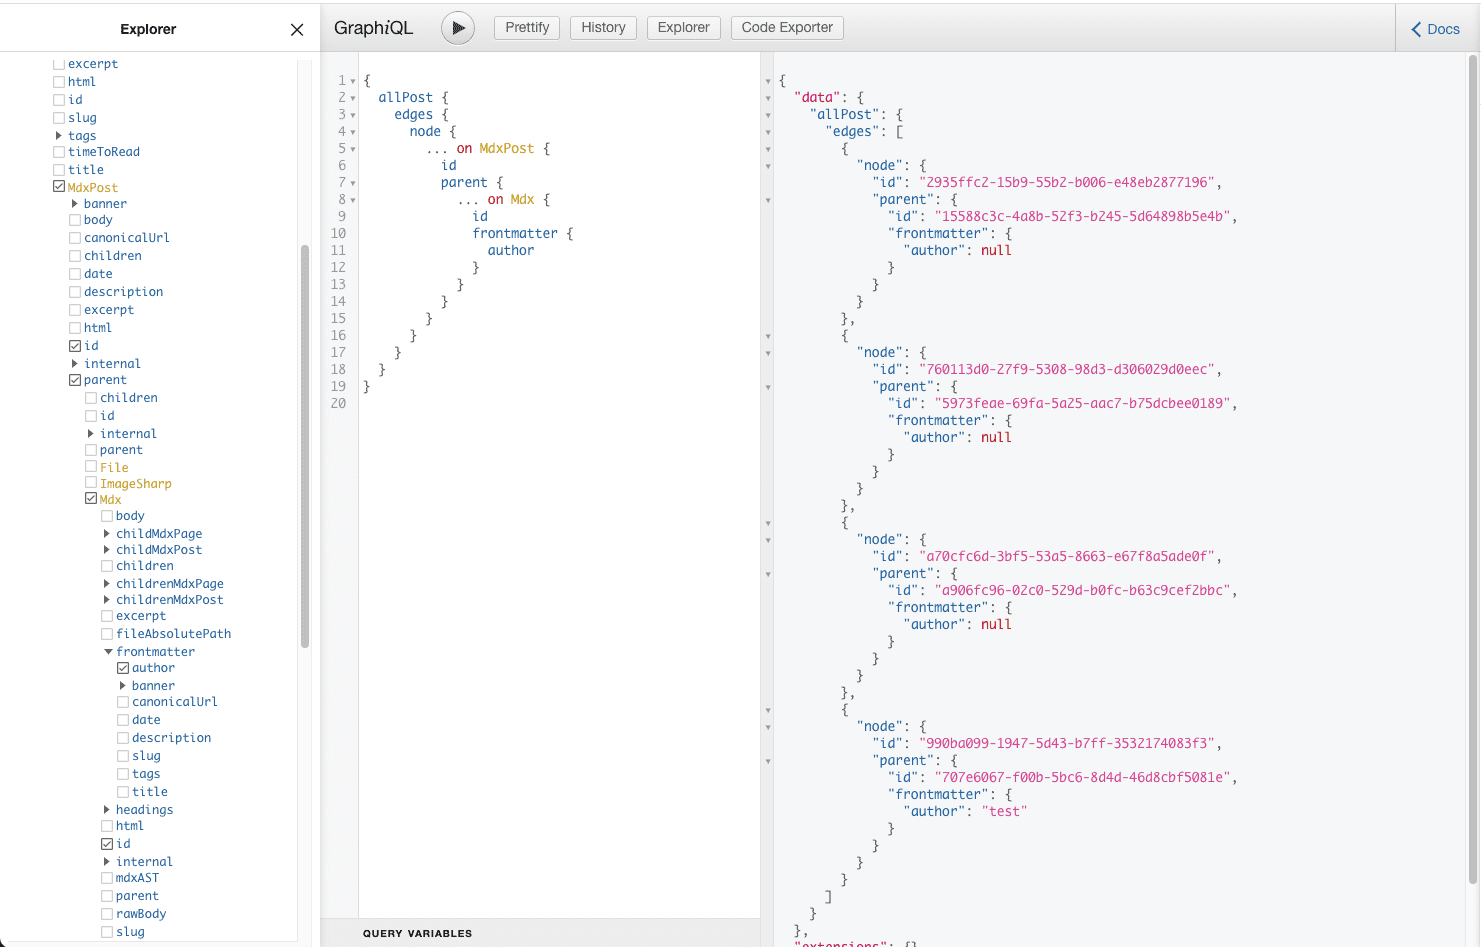 Explorer
excerpt
html
id
slug
tags
timeToRead
title
MdxPost
banner
body
canonicalUrl
children
date
description
excerpt
html
id
internal
parent
children
id
internal
parent
File
ImageSharp
Mdx
body
childMdxPage
childMdxPost
children
childrenMdxPage
childrenMdxPost
excerpt
fileAbsolutePath
frontmatter
author
banner
canonicalUrl
date
description
slug
tags
title
headings
html
id
internal
mdxAST
parent
rawBody
slug
GraphiQL Prettify History Explorer Code Exporter Docs
1 {
2 allPost {
3 edges {
4 node {
5 ... on MdxPost {
6 id
7 parent {
8 ... on Mdx {
9 id
10 frontmatter {
11 author
12 }
13 }
14 }
15 }
16 }
17 }
18 }
19 }
20
QUERY VARIABLES
{
"data": {
"allPost": {
"edges": [
{
"node": {
"id": "2935ffc2-15b9-55b2-b006-e48eb2877196",
"parent": {
"id": "15588c3c-4a8b-52f3-b245-5d64898b5e4b",
"frontmatter": {
"author": null
}
}
}
},
{
"node": {
"id": "760113d0-27f9-5308-98d3-d306029d0eec",
"parent": {
"id": "5973feae-69fa-5a25-aac7-b75dcbee0189",
"frontmatter": {
"author": null
}
}
}
},
{
"node": {
"id": "a70cfc6d-3bf5-53a5-8663-e67f8a5ade0f",
"parent": {
"id": "a906fc96-02c0-529d-b0fc-b63c9cef2bbc",
"frontmatter": {
"author": null
}
}
}
},
{
"node": {
"id": "990ba099-1947-5d43-b7ff-3532174083f3",
"parent": {
"id": "707e6067-f00b-5bc6-8d4d-46d8cbf5081e",
"frontmatter": {
"author": "test"
}
}
}
}
]
}
},
"extensions": {}